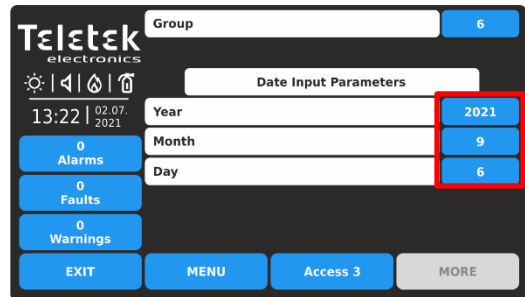 Teletek
electronics
13:22 02.07.
2021
0
Alarms
0
Faults
0
Warnings
EXIT
Group 6
Date Input Parameters
Year 2021
Month 9
Day 6
MENU Access 3 MORE